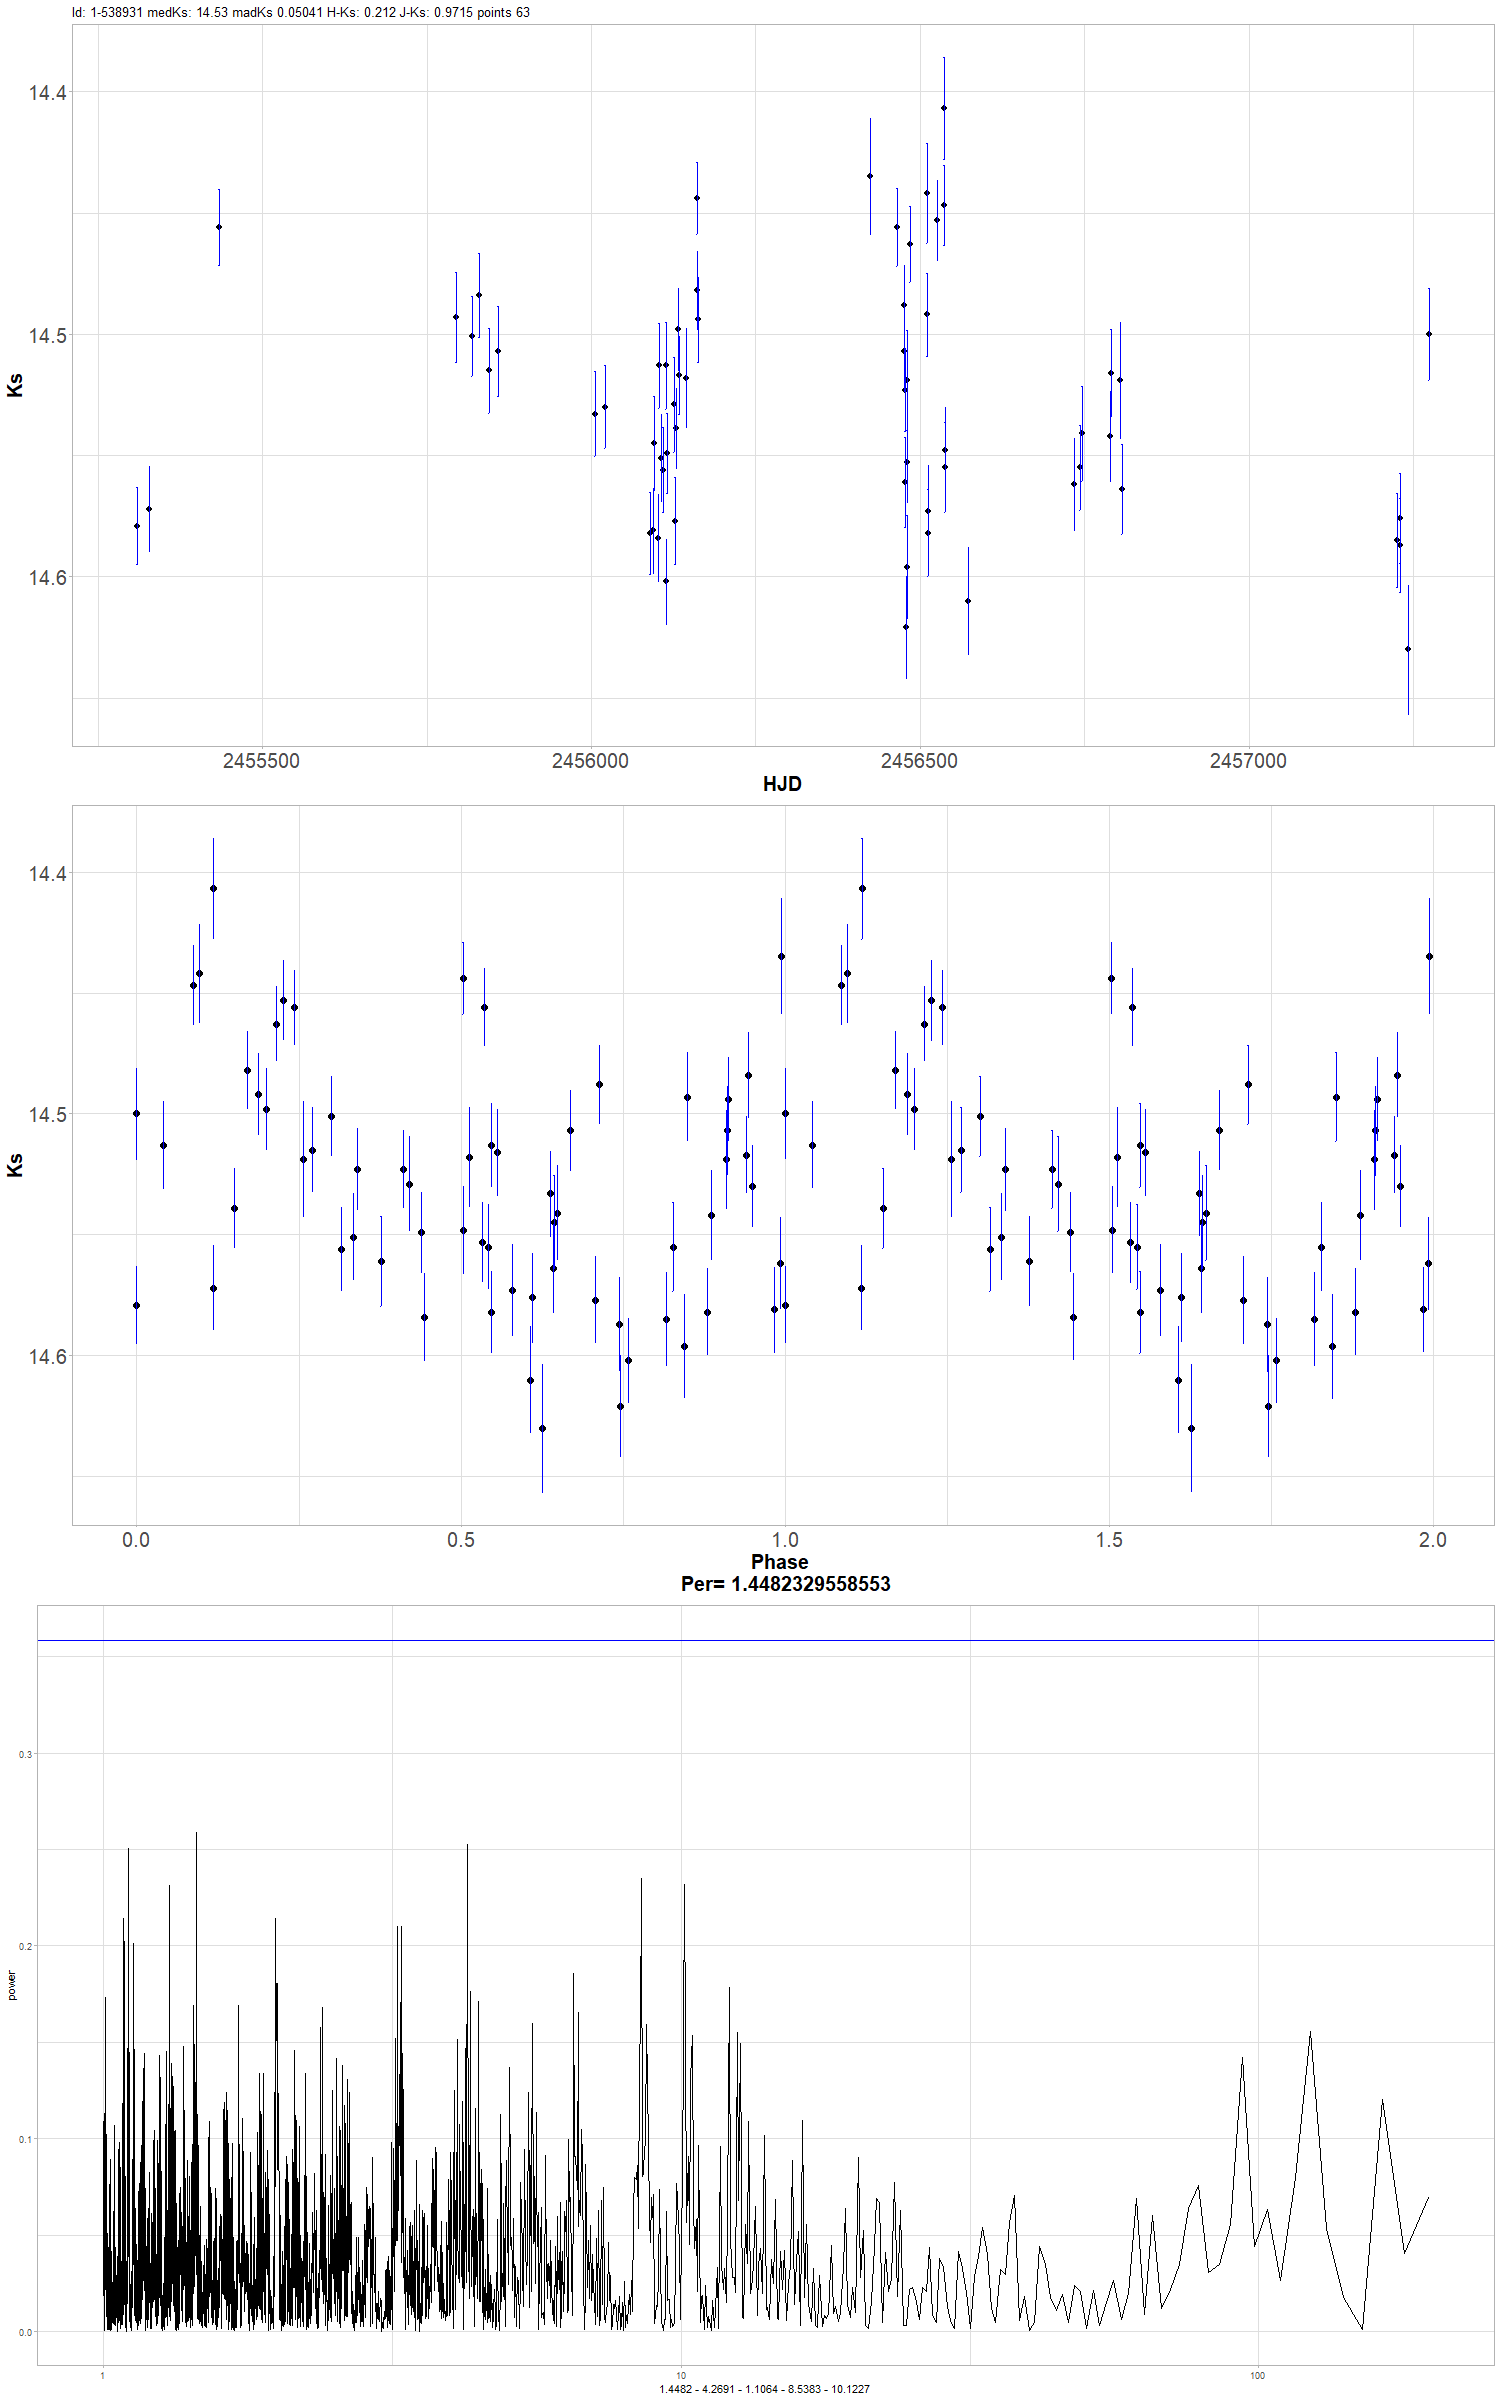 Id: 1-538931 medKs: 14.53 madKs 0.05041 H-Ks: 0.212 J-Ks: 0.9715 points 63
14.4
14.5
14.6
Ks
2455500 2456000 2456500 2457000
HJD
14.4
14.5
14.6
Ks
0.0 0.5 1.0 1.5 2.0
Phase
Per= 1.4482329558553
0.3
0.2
0.1
0.0
power
1 10 100
1.4482 - 4.2691 - 1.1064 - 8.5383 - 10.1227